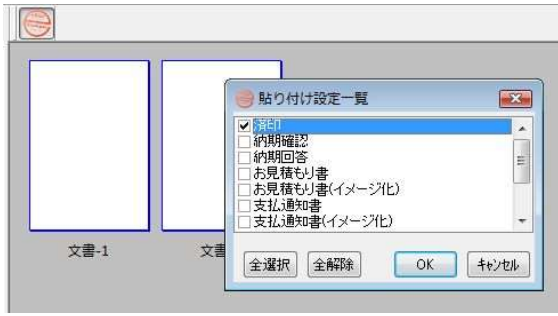 貼り付け設定一覧
済印
納期確認
納期回答
お見積もり書
お見積もり書(イメージ化)
支払通知書
支払通知書(イメージ化)
文書-1
文書
全選択
全解除
OK
キャンセル